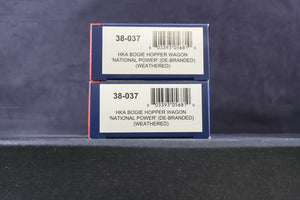 38-037
HKA BOGIE HOPPER WAGON
'NATIONAL POWER' (DE-BRANDED)
(WEATHERED)
38-037
HKA BOGIE HOPPER WAGON
'NATIONAL POWER' (DE-BRANDED)
(WEATHERED)